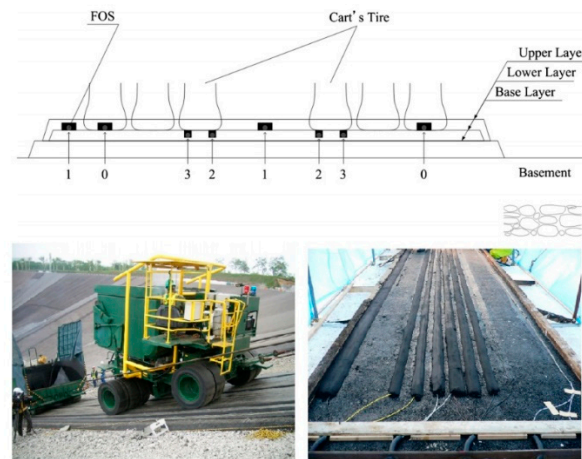 FOS
Cart's Tire
Upper Laye
Lower Layer
Base Layer
1 0 3 2 1 2 3 0
Basement